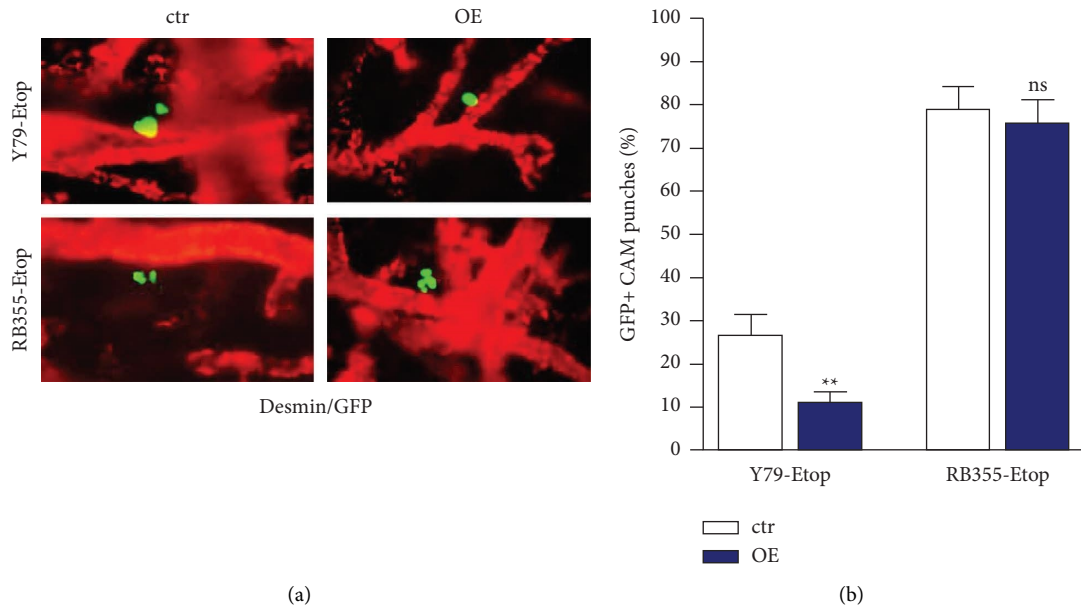 ctr
OE
Y79-Etop
RB355-Etop
Desmin/GFP
(a)
GFP+ CAM punches (%)
100
90
80
70
60
50
40
30
20
10
0
**
ns
Y79-Etop
RB355-Etop
ctr
OE
(b)